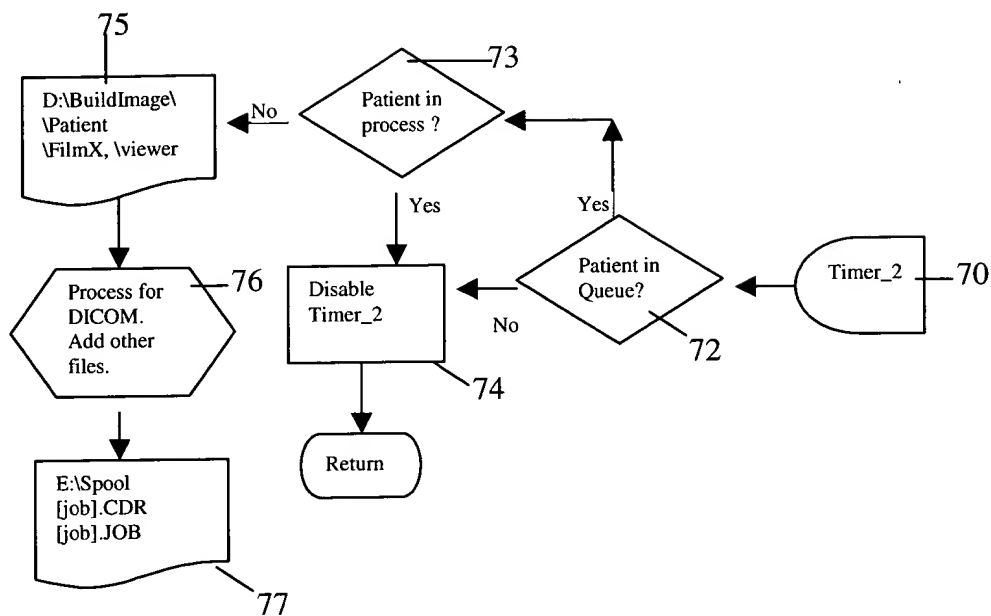 75
D:\BuildImage\
\Patient
\FilmX, \viewer
No
73
Patient in
process ?
Yes
Yes
Patient in
Queue?
72
No
Timer_2
70
Disable
Timer_2
74
Return
Process for
DICOM.
Add other
files.
76
E:\Spool
[job].CDR
[job].JOB
77